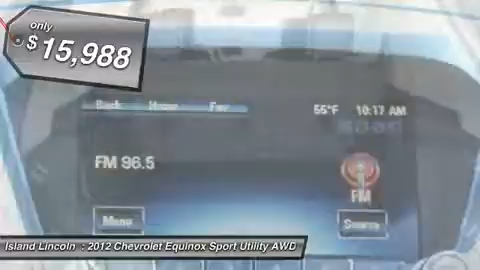 only
$15,988
Back Home Fav
55°F 10:17 AM
FM 96.5
FM
Menu Source
Island Lincoln : 2012 Chevrolet Equinox Sport Utility AWD